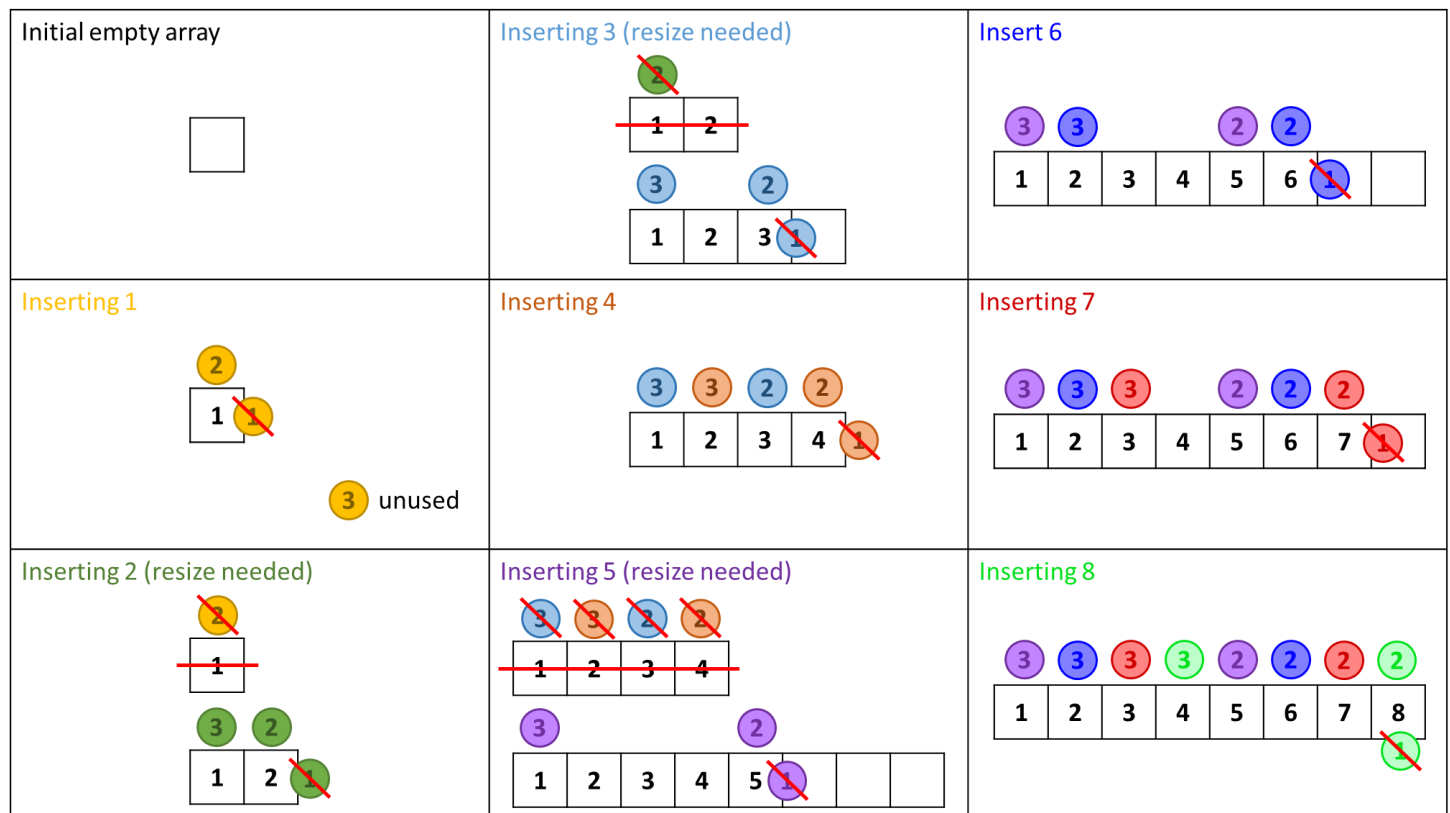 Initial empty array
Inserting 1
2
1 1
3 unused
Inserting 2 (resize needed)
2
1
3 2
1 2 1
Inserting 3 (resize needed)
2
1 2
3 2
1 2 3 1
Inserting 4
3 3 2 2
1 2 3 4 1
Inserting 5 (resize needed)
3 3 2 2
1 2 3 4
3 2
1 2 3 4 5 1
Insert 6
3 3 2 2
1 2 3 4 5 6 1
Inserting 7
3 3 3 2 2 2
1 2 3 4 5 6 7 1
Inserting 8
3 3 3 3 2 2 2 2
1 2 3 4 5 6 7 8
1